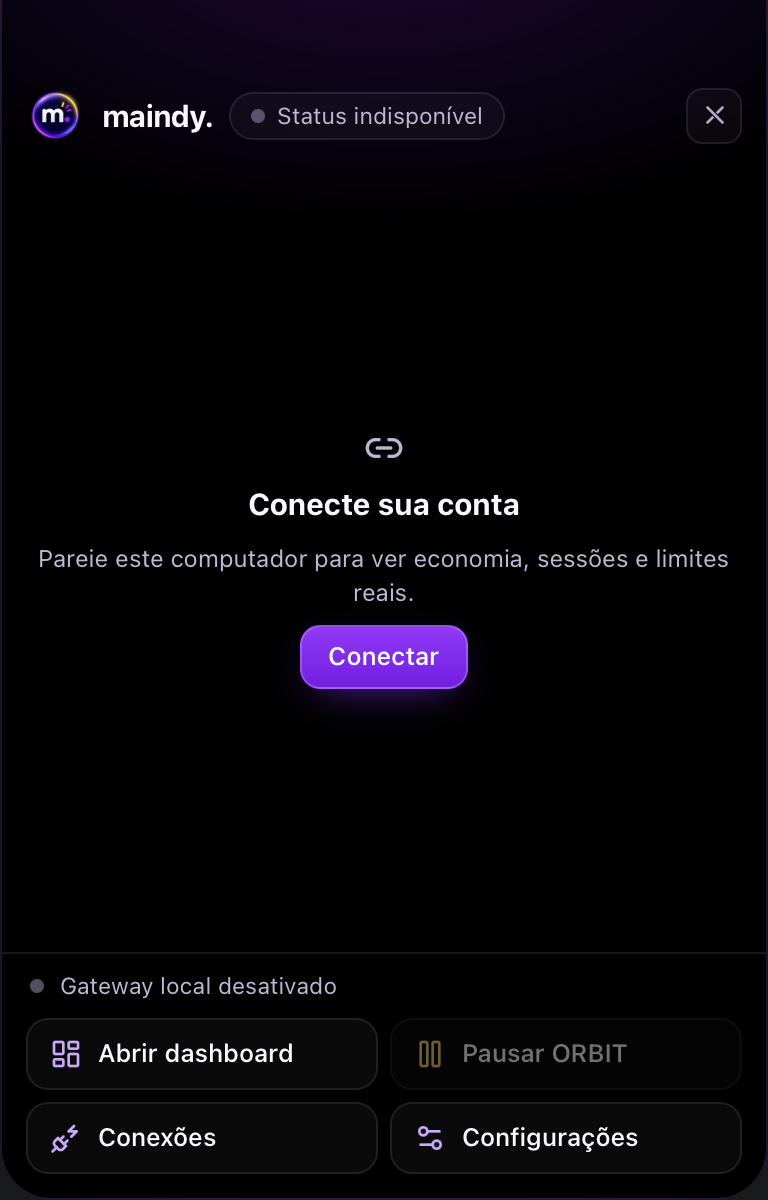 m.
maindy.
Status indisponível
Conecte sua conta
Pareie este computador para ver economia, sessões e limites
reais.
Conectar
Gateway local desativado
Abrir dashboard
Pausar ORBIT
Conexões
Configurações